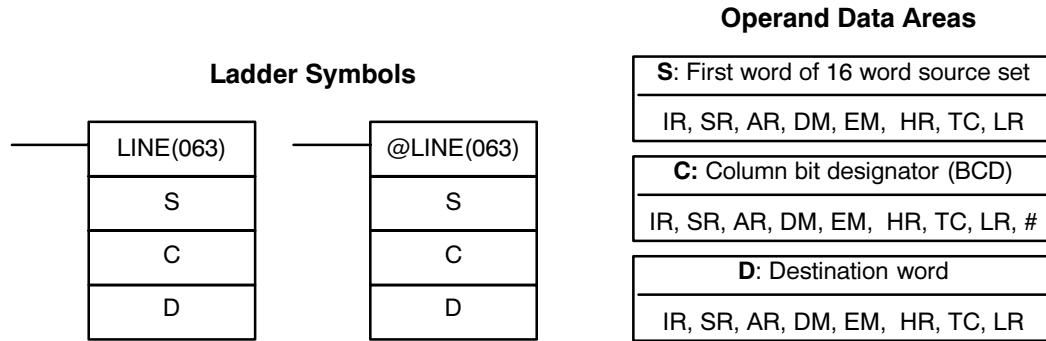 Ladder Symbols
LINE(063)
S
C
D
@LINE(063)
S
C
D
Operand Data Areas
S: First word of 16 word source set
IR, SR, AR, DM, EM, HR, TC, LR
C: Column bit designator (BCD)
IR, SR, AR, DM, EM, HR, TC, LR, #
D: Destination word
IR, SR, AR, DM, EM, HR, TC, LR